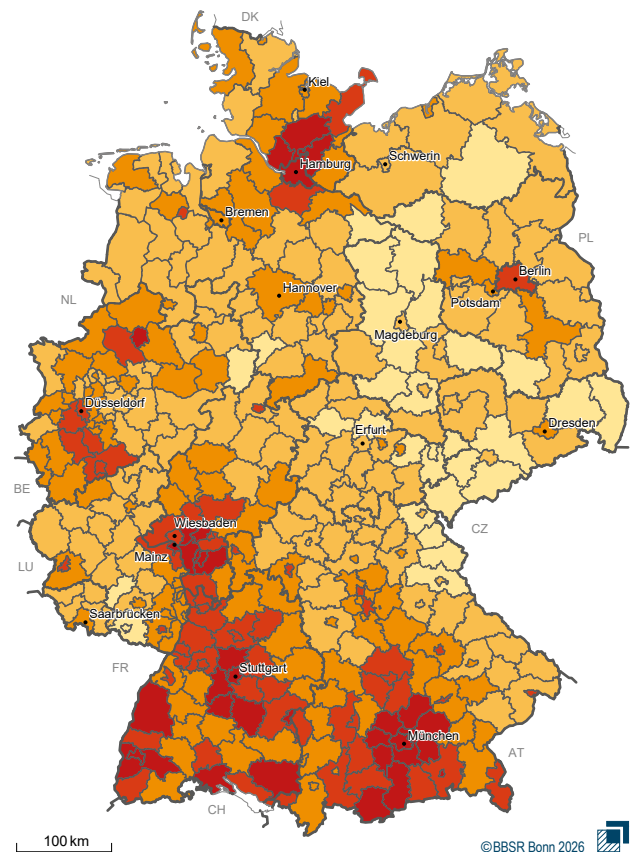 DK
Kiel
Hamburg
Schwerin
Bremen
PL
Berlin
NL
Hannover
Potsdam
Magdeburg
Düsseldorf
Erfurt
Dresden
BE
Wiesbaden
CZ
Mainz
LU
Saarbrücken
FR
Stuttgart
München
AT
CH
100 km
©BBSR Bonn 2026